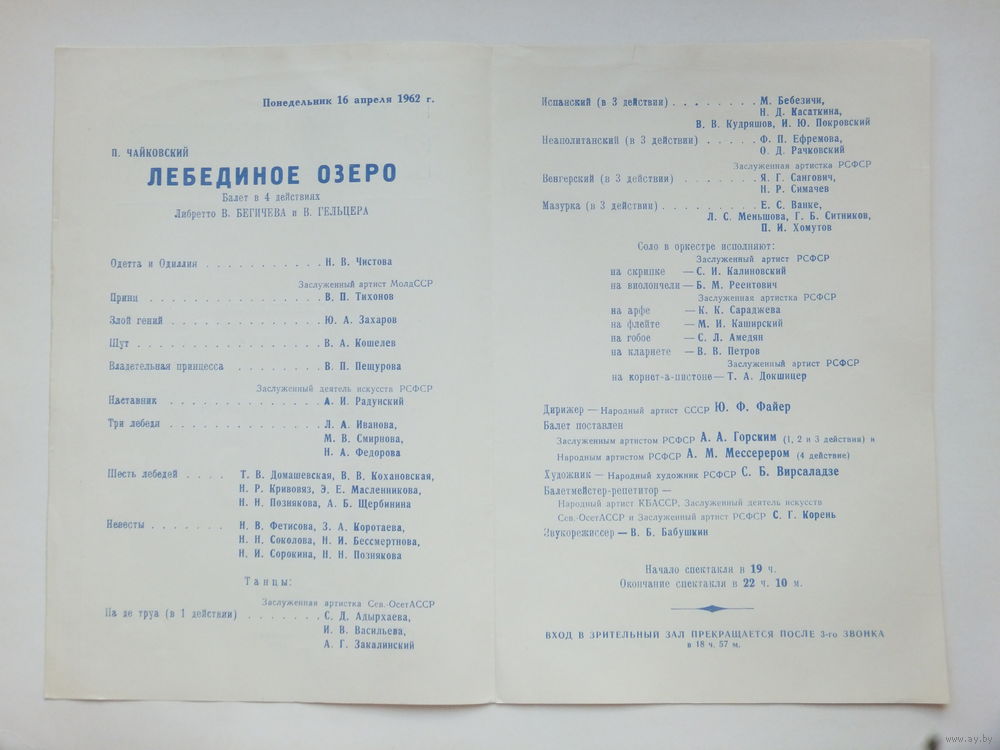 Понедельник 16 апреля 1962 г.
П. ЧАЙКОВСКИЙ
ЛЕБЕДИНОЕ ОЗЕРО
Балет в 4 действиях
Либретто В. БЕГИЧЕВА и В. ГЕЛЬЦЕРА
Одетта и Одиллия . . . . . . . . . . . Н. В. Чистова
Заслуженный артист МолдССР
Принц . . . . . . . . . . . . . . . . В. П. Тихонов
Злой гений . . . . . . . . . . . . . . Ю. А. Захаров
Шут . . . . . . . . . . . . . . . . . В. А. Кошелев
Владетельная принцесса . . . . . . . . В. П. Пещурова
Заслуженный деятель искусств РСФСР
Наставник . . . . . . . . . . . . . . А. И. Радунский
Три лебедя . . . . . . . . . . . . . . Л. А. Иванова,
М. В. Смирнова,
Н. А. Федорова
Шесть лебедей . . . . Т. В. Домашевская, В. В. Кохановская,
Н. Р. Кривовяз, Э. Е. Масленникова,
Н. Н. Познякова, А. Б. Щербинина
Невесты . . . . . . . Н. В. Фетисова, З. А. Коротаева,
Н. Н. Соколова, Н. И. Бессмертнова,
Н. И. Сорокина, Н. Н. Познякова
Танцы:
Заслуженная артистка Сев.-ОсетАССР
Па де труа (в 1 действии) . . . . . . . С. Д. Адырхаева,
И. В. Васильева,
А. Г. Закалинский
Испанский (в 3 действии) . . . . . . . . М. Бебезичи,
Н. Д. Касаткина,
В. В. Кудряшов, И. Ю. Покровский
Неаполитанский (в 3 действии) . . . . . Ф. П. Ефремова,
О. Д. Рачковский
Заслуженная артистка РСФСР
Венгерский (в 3 действии) . . . . . . . Я. Г. Сангович,
Н. Р. Симачев
Мазурка (в 3 действии) . . . . . . . . . Е. С. Ванке,
Л. С. Меньшова, Г. Б. Ситников,
П. И. Хомутов
Соло в оркестре исполняют:
Заслуженный артист РСФСР
на скрипке — С. И. Калиновский
на виолончели — Б. М. Реентович
Заслуженная артистка РСФСР
на арфе — К. К. Сараджева
на флейте — М. И. Каширский
на гобое — С. Л. Амедян
на кларнете — В. В. Петров
Заслуженный артист РСФСР
на корнет-а-пистоне — Т. А. Докшицер
Дирижер — Народный артист СССР Ю. Ф. Файер
Балет поставлен
Заслуженным артистом РСФСР А. А. Горским (1, 2 и 3 действия) и
Народным артистом РСФСР А. М. Мессерером (4 действие)
Художник — Народный художник РСФСР С. Б. Вирсаладзе
Балетмейстер-репетитор —
Народный артист КБАССР, Заслуженный деятель искусств
Сев.-ОсетАССР и Заслуженный артист РСФСР С. Г. Корень
Звукорежиссер — В. Б. Бабушкин
Начало спектакля в 19 ч.
Окончание спектакля в 22 ч. 10 м.
ВХОД В ЗРИТЕЛЬНЫЙ ЗАЛ ПРЕКРАЩАЕТСЯ ПОСЛЕ 3-го ЗВОНКА
в 18 ч. 57 м.
www.ay.by